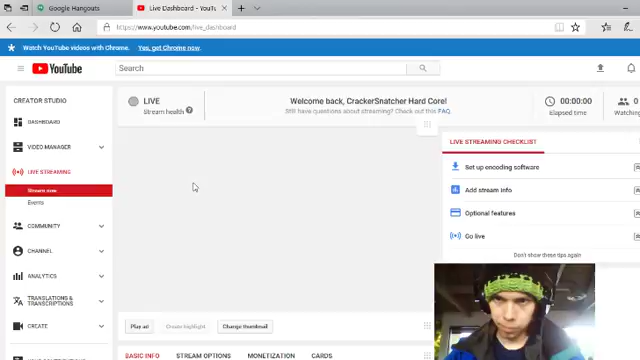 Google Hangouts
Live Dashboard - YouTu
https://www.youtube.com/live_dashboard
Watch YouTube videos with Chrome. Yes, get Chrome now.
YouTube
Search
CREATOR STUDIO
DASHBOARD
VIDEO MANAGER
LIVE STREAMING
Stream now
Events
COMMUNITY
CHANNEL
ANALYTICS
TRANSLATIONS &
TRANSCRIPTIONS
CREATE
LIVE
Stream health
Welcome back, CrackerSnatcher Hard Core!
Still have questions about streaming? Check out this FAQ.
00:00:00
Elapsed time
0
Watching
LIVE STREAMING CHECKLIST
Set up encoding software
Add stream info
Optional features
Go live
Don't show these tips again
Play ad
Create highlight
Change thumbnail
BASIC INFO
STREAM OPTIONS
MONETIZATION
CARDS